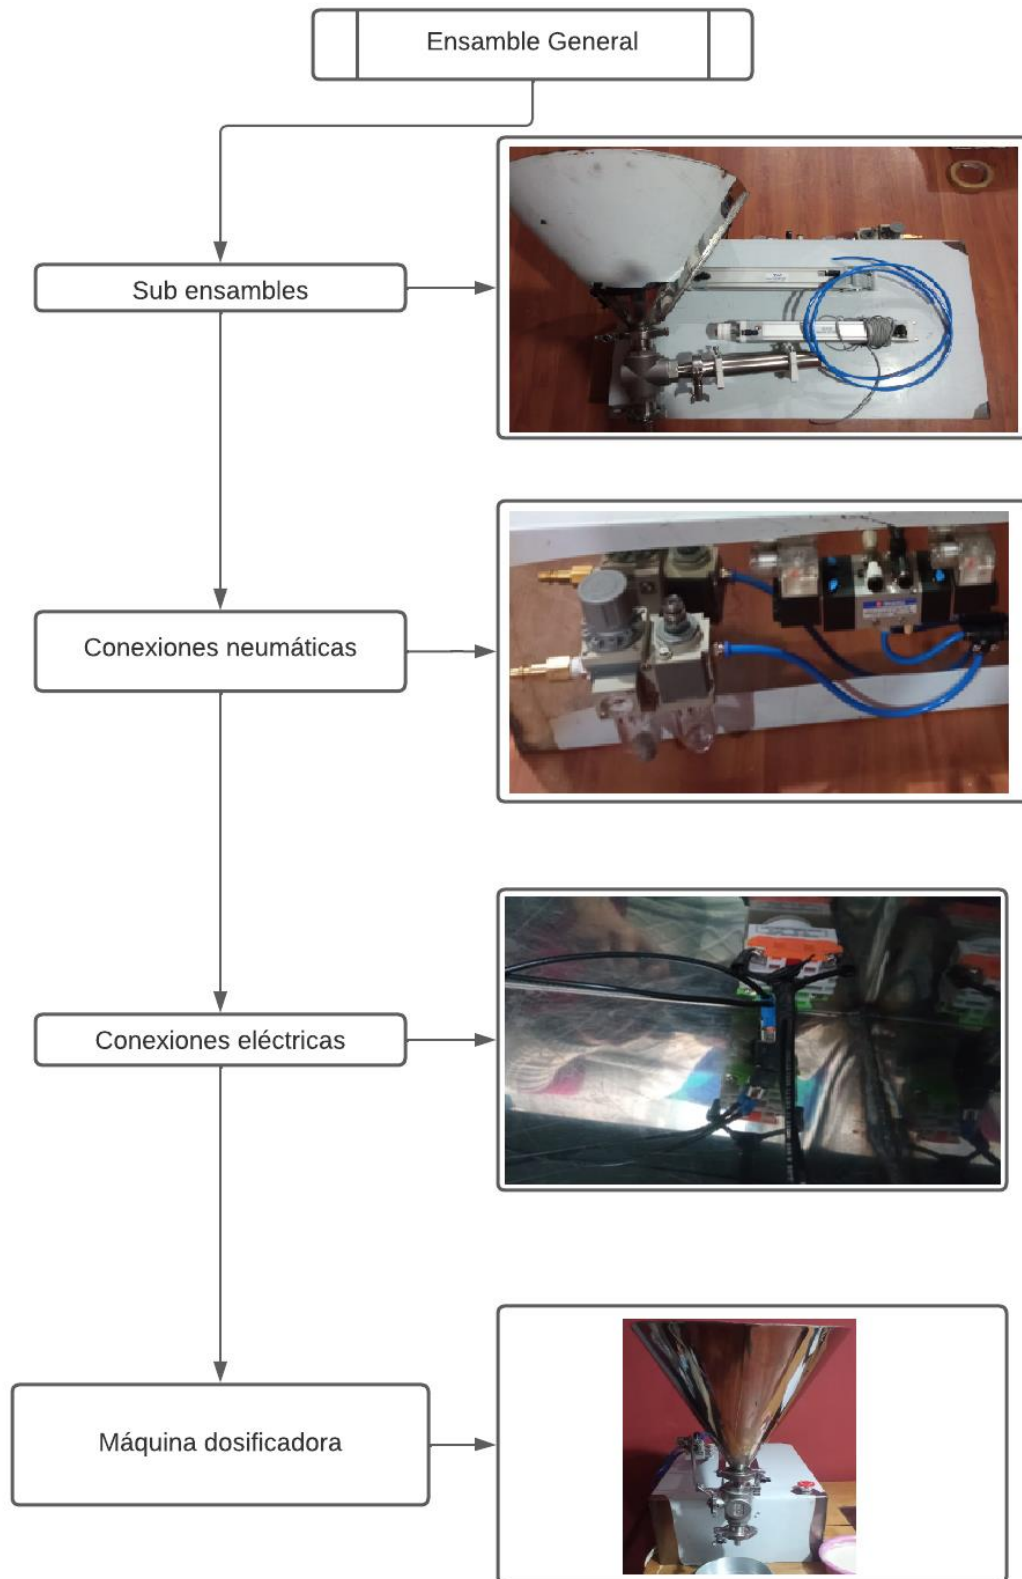 Ensamble General
Sub ensambles
Conexiones neumáticas
Conexiones eléctricas
Máquina dosificadora